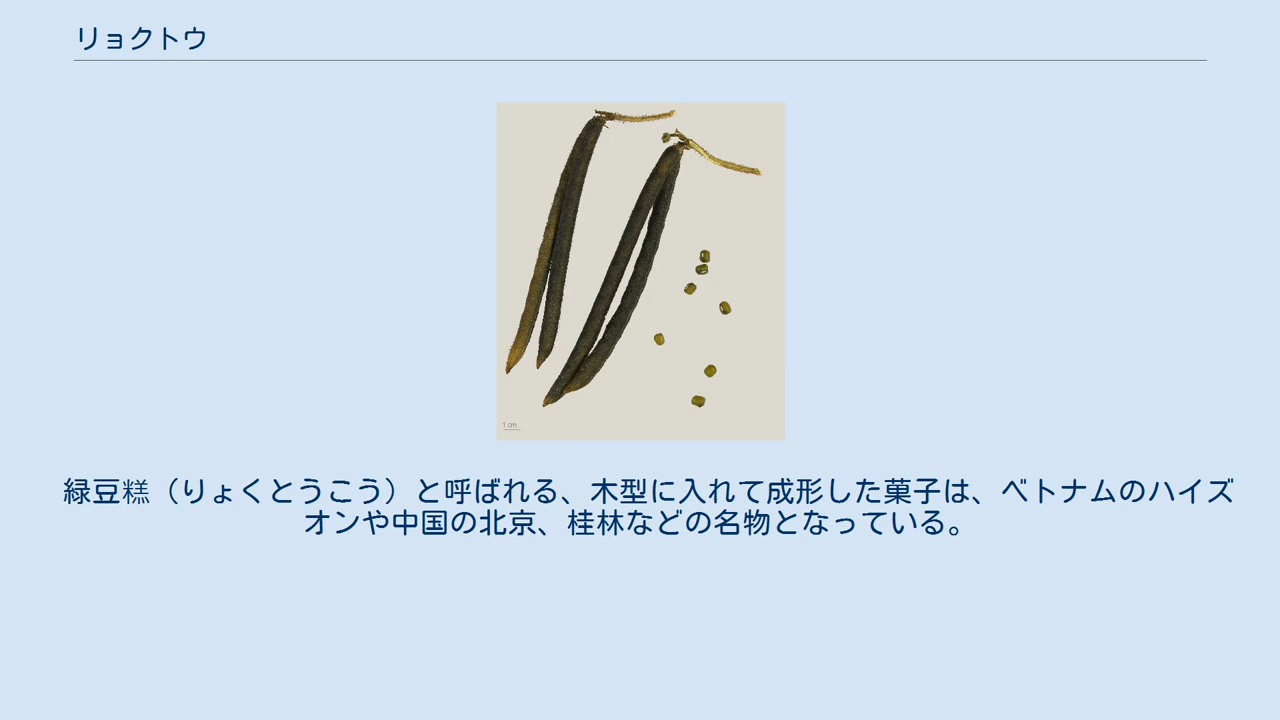 リョクトウ
1 cm
緑豆糕（りょくとうこう）と呼ばれる、木型に入れて成形した菓子は、ベトナムのハイズ
オンや中国の北京、桂林などの名物となっている。